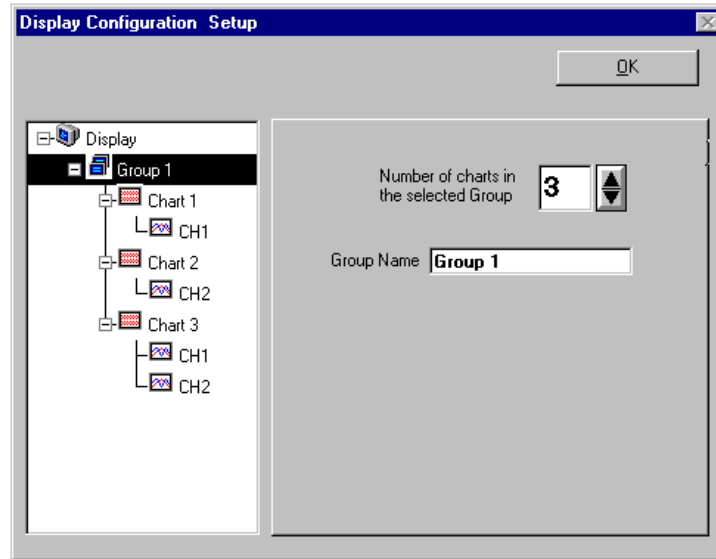 Display Configuration  Setup
OK
Display
Group 1
Chart 1
CH1
Chart 2
CH2
Chart 3
CH1
CH2
Number of charts in
the selected Group
3
Group Name
Group 1